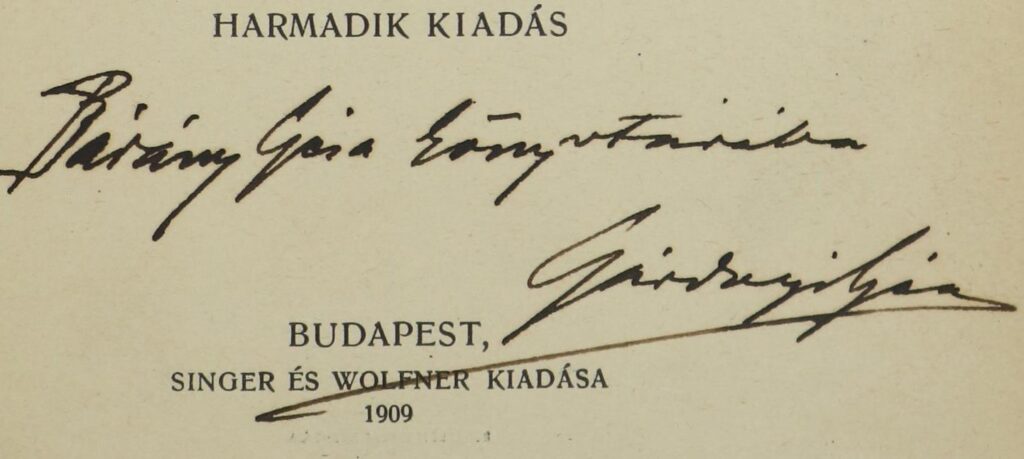 HARMADIK KIADÁS
Bárány Géza könyvtárába
Gárdonyi Géza
BUDAPEST,
SINGER ÉS WOLFNER KIADÁSA
1909